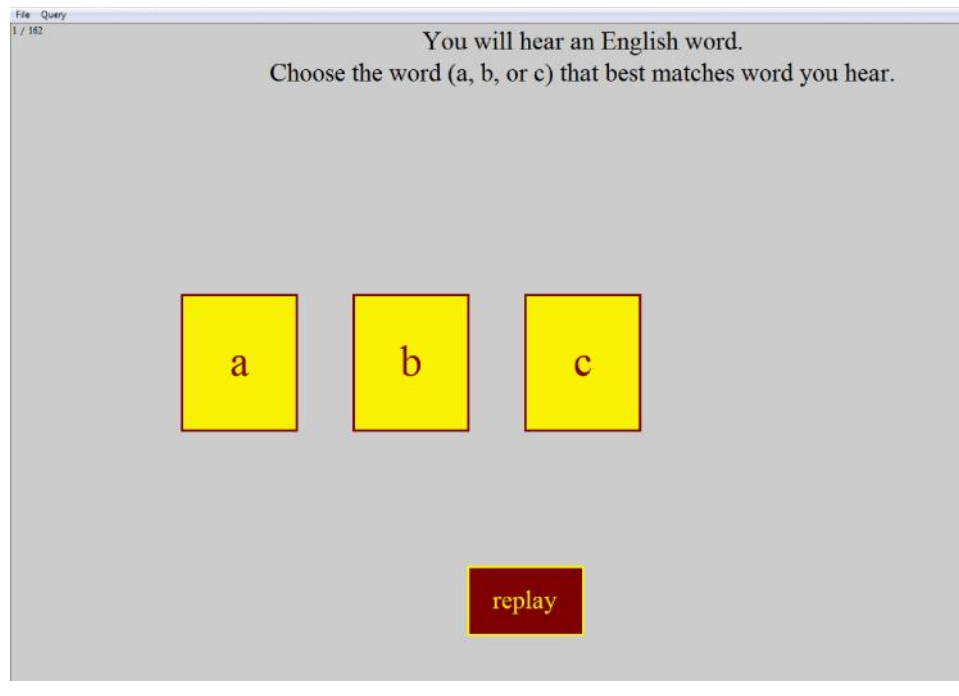 File Query
1 / 162
You will hear an English word.
Choose the word (a, b, or c) that best matches word you hear.
a b c
replay